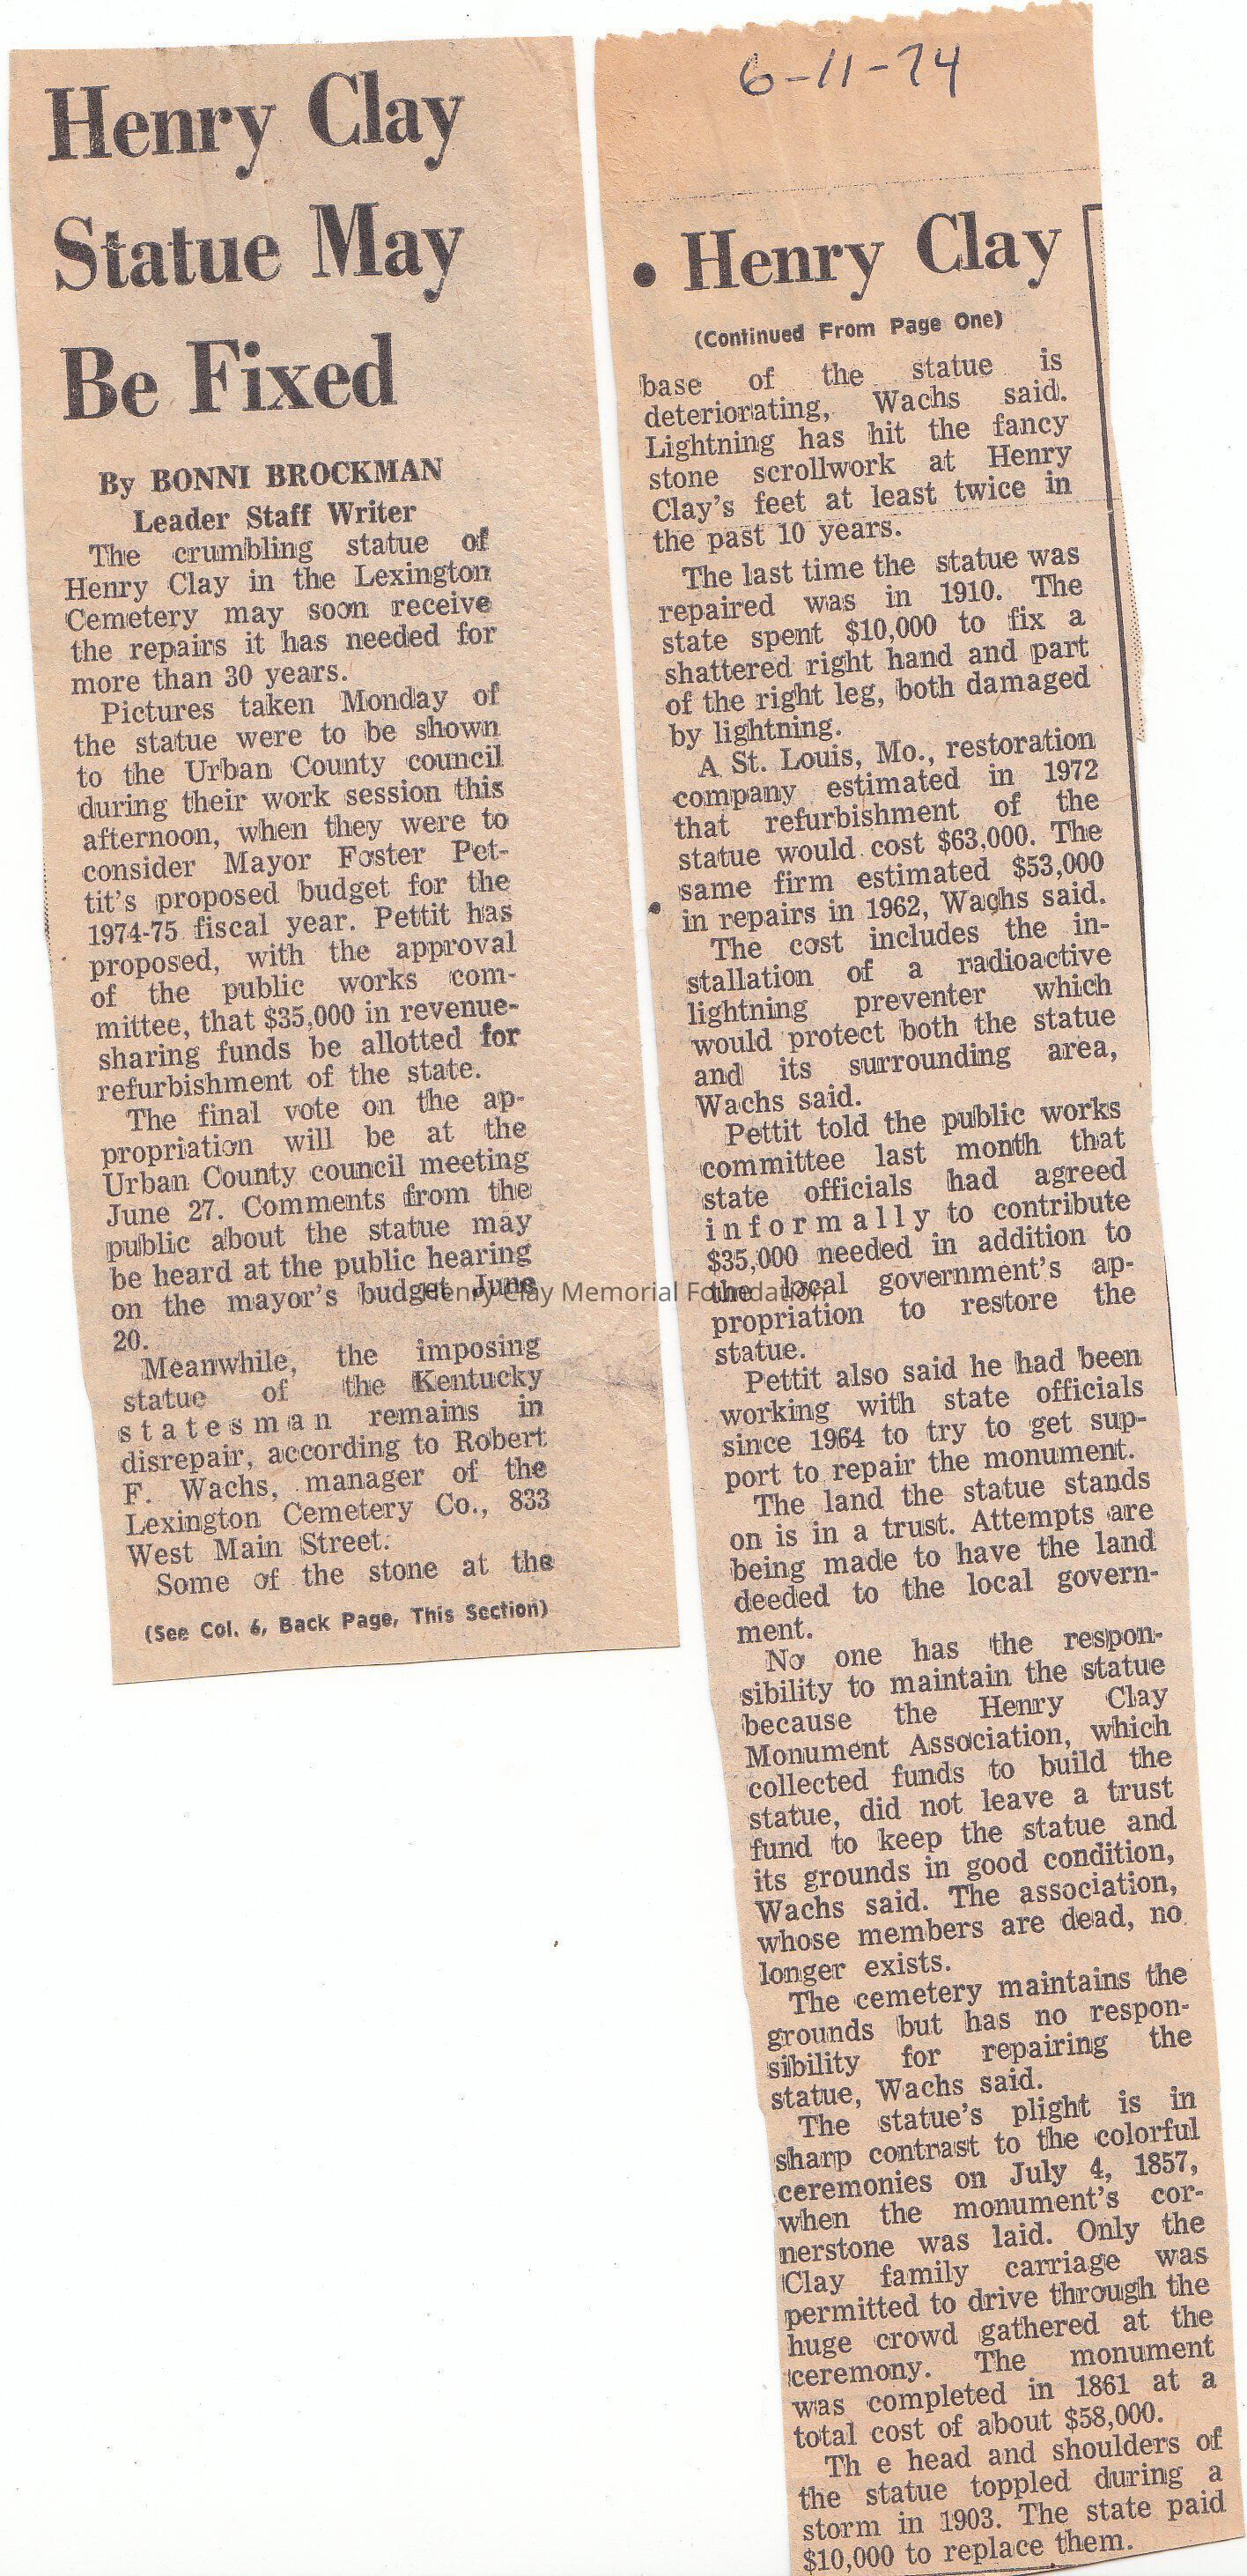 Henry Clay
Statue May
Be Fixed
By BONNI BROCKMAN
Leader Staff Writer
The crumbling statue of
Henry Clay in the Lexington
Cemetery may soon receive
the repairs it has needed for
more than 30 years.
Pictures taken Monday of
the statue were to be shown
to the Urban County council
during their work session this
afternoon, when they were to
consider Mayor Foster Pet-
tit's proposed budget for the
1974-75 fiscal year. Pettit has
proposed, with the approval
of the public works com-
mittee, that $35,000 in revenue-
sharing funds be allotted for
refurbishment of the state.
The final vote on the ap-
propriation will be at the
Urban County council meeting
June 27. Comments from the
public about the statue may
be heard at the public hearing
on the mayor's budget June
20.
Meanwhile, the imposing
statue of the Kentucky
statesman remains in
disrepair, according to Robert
F. Wachs, manager of the
Lexington Cemetery Co., 833
West Main Street.
Some of the stone at the
(See Col. 6, Back Page, This Section)
6-11-74
• Henry Clay
(Continued From Page One)
base of the statue is
deteriorating, Wachs said.
Lightning has hit the fancy
stone scrollwork at Henry
Clay's feet at least twice in
the past 10 years.
The last time the statue was
repaired was in 1910. The
state spent $10,000 to fix a
shattered right hand and part
of the right leg, both damaged
by lightning.
A St. Louis, Mo., restoration
company estimated in 1972
that refurbishment of the
statue would cost $63,000. The
same firm estimated $53,000
in repairs in 1962, Wachs said.
The cost includes the in-
stallation of a radioactive
lightning preventer which
would protect both the statue
and its surrounding area,
Wachs said.
Pettit told the public works
committee last month that
state officials had agreed
informally to contribute
$35,000 needed in addition to
the local government's ap-
propriation to restore the
statue.
Pettit also said he had been
working with state officials
since 1964 to try to get sup-
port to repair the monument.
The land the statue stands
on is in a trust. Attempts are
being made to have the land
deeded to the local govern-
ment.
No one has the respon-
sibility to maintain the statue
because the Henry Clay
Monument Association, which
collected funds to build the
statue, did not leave a trust
fund to keep the statue and
its grounds in good condition,
Wachs said. The association,
whose members are dead, no
longer exists.
The cemetery maintains the
grounds but has no respon-
sibility for repairing the
statue, Wachs said.
The statue's plight is in
sharp contrast to the colorful
ceremonies on July 4, 1857,
when the monument's cor-
nerstone was laid. Only the
Clay family carriage was
permitted to drive through the
huge crowd gathered at the
ceremony. The monument
was completed in 1861 at a
total cost of about $58,000.
Th e head and shoulders of
the statue toppled during a
storm in 1903. The state paid
$10,000 to replace them.
Henry Clay Memorial Foundation